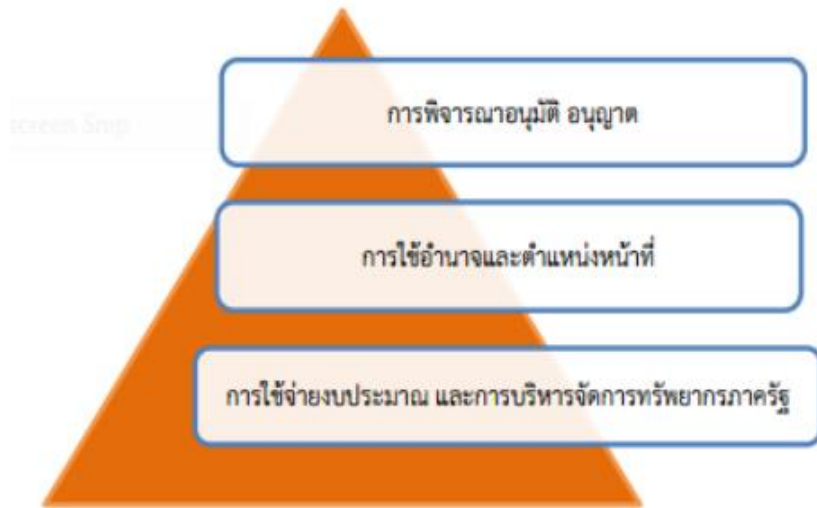 การพิจารณาอนุมัติ อนุญาต
screen Snip
การใช้อำนาจและตำแหน่งหน้าที่
การใช้จ่ายงบประมาณ และการบริหารจัดการทรัพยากรภาครัฐ